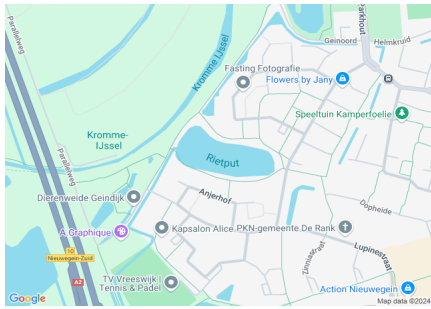 Parallelweg
Parkhout
Geinoord
Helmkruid
Kromme IJssel
Fasting Fotografie
Flowers by Jany
Speeltuin Kamperfoelie
Kromme-
IJssel
Rietput
Parallelweg
Dierenweide Geindijk
Anjerhof
Dopheide
A Graphique
Kapsalon Alice
PKN-gemeente De Rank
Lupinestraat
Zinniastraat
10
Nieuwegein-Zuid
A2
TV Vreeswijk |
Tennis & Padel
Action Nieuwegein
Google
Map data ©2024